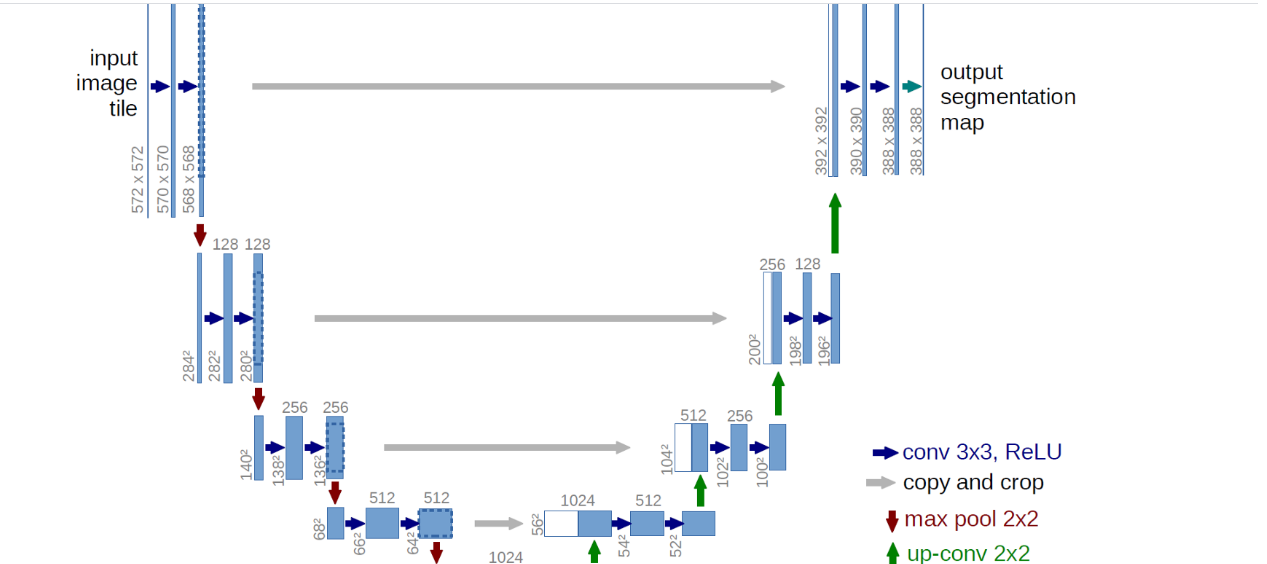 input
image
tile
572 x 572
570 x 570
568 x 568
392 x 392
390 x 390
388 x 388
388 x 388
output
segmentation
map
128 128
284²
282²
280²
256 128
200²
198²
196²
256 256
140²
138²
136²
512 256
104²
102²
100²
512 512
68²
66²
64²
1024 512
56²
54²
52²
1024
conv 3x3, ReLU
copy and crop
max pool 2x2
up-conv 2x2